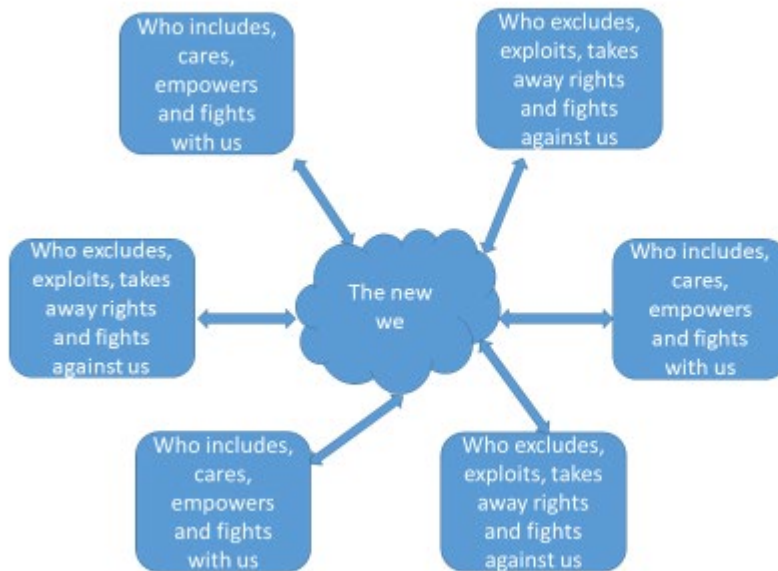 Who includes,
cares,
empowers
and fights
with us
Who excludes,
exploits, takes
away rights
and fights
against us
Who excludes,
exploits, takes
away rights
and fights
against us
The new
we
Who includes,
cares,
empowers
and fights
with us
Who includes,
cares,
empowers
and fights
with us
Who excludes,
exploits, takes
away rights
and fights
against us